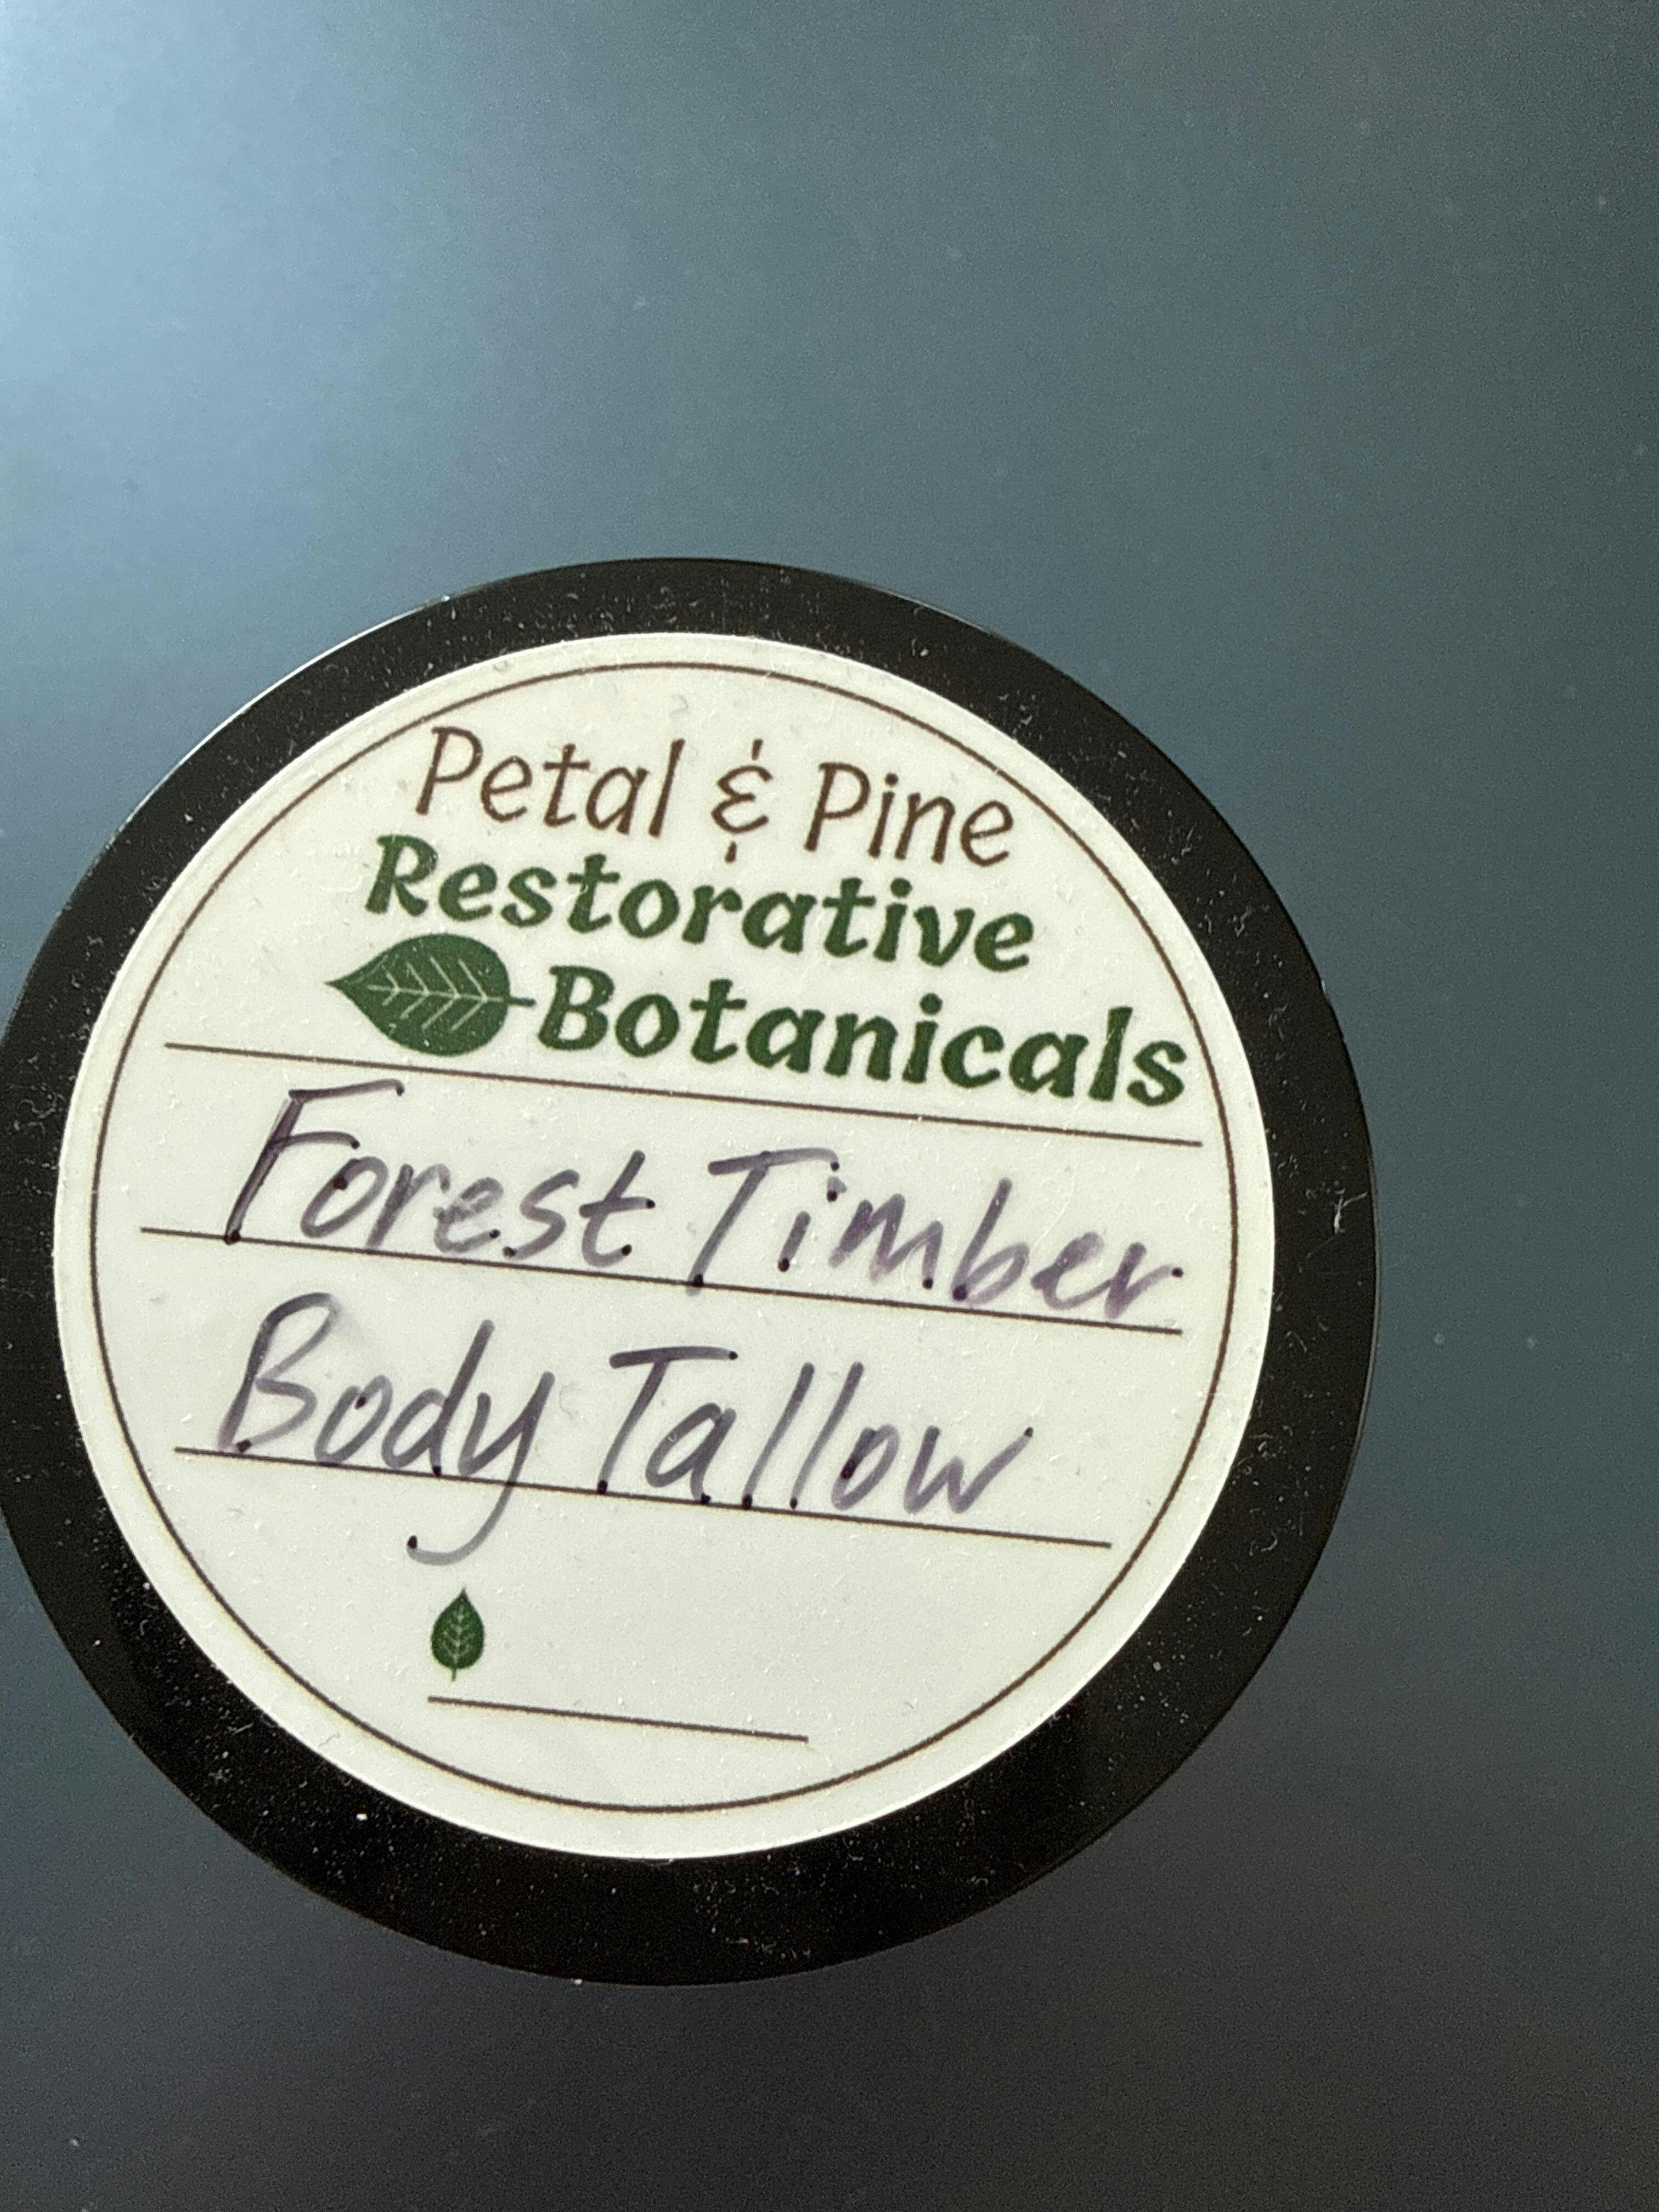 Petal & Pine
Restorative
Botanicals
Forest Timber
Body Tallow